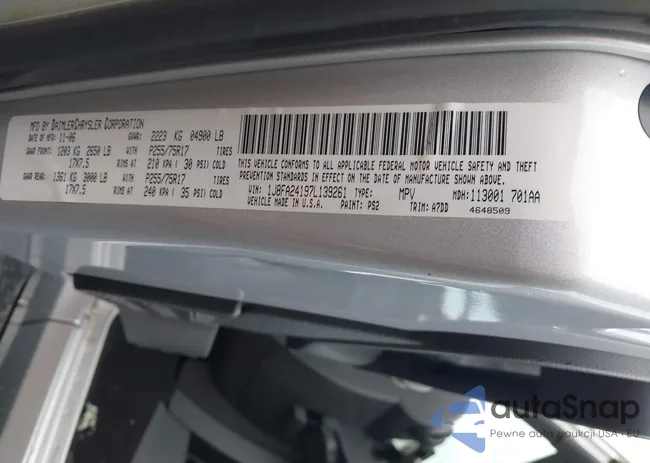 MFD BY DAIMLERCHRYSLER CORPORATION
DATE OF MFR: 11-06 GVWR: 2223 KG 04900 LB
GAWR FRONT: 1203 KG 2650 LB WITH P255/75R17 TIRES
17X7.5 RIMS AT 210 KPA ( 30 PSI) COLD
GAWR REAR: 1361 KG 3000 LB WITH P255/75R17 TIRES
17X7.5 RIMS AT 240 KPA ( 35 PSI) COLD
THIS VEHICLE CONFORMS TO ALL APPLICABLE FEDERAL MOTOR VEHICLE SAFETY AND THEFT
PREVENTION STANDARDS IN EFFECT ON THE DATE OF MANUFACTURE SHOWN ABOVE.
VIN: 1J8FA24197L139261 TYPE: MPV MDH: 113001 701AA
VEHICLE MADE IN U.S.A. PAINT: PS2 TRIM: A7DD 4648509
autoSnap
Pewne auta gaukcji USA i EU